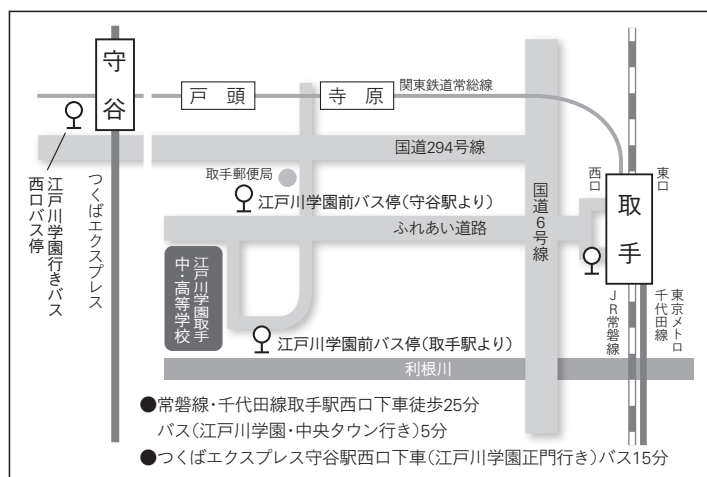 守谷
戸頭
寺原
関東鉄道常総線
国道294号線
西口
東口
取手
取手郵便局
江戸川学園前バス停(守谷駅より)
国道6号線
ふれあい道路
江戸川学園行きバス
西口バス停
つくばエクスプレス
江戸川学園取手
中・高等学校
江戸川学園前バス停(取手駅より)
JR常磐線
東京メトロ
千代田線
利根川
●常磐線・千代田線取手駅西口下車徒歩25分
バス(江戸川学園・中央タウン行き)5分
●つくばエクスプレス守谷駅西口下車(江戸川学園正門行き)バス15分